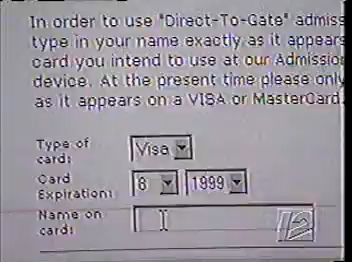 In order to use "Direct-To-Gate" admiss
type in your name exactly as it appears
card you intend to use at our Admission
device. At the present time please only
as it appears on a VISA or MasterCard.
Type of
card:
Visa
Card
Expiration:
8
1999
Name on
card:
12